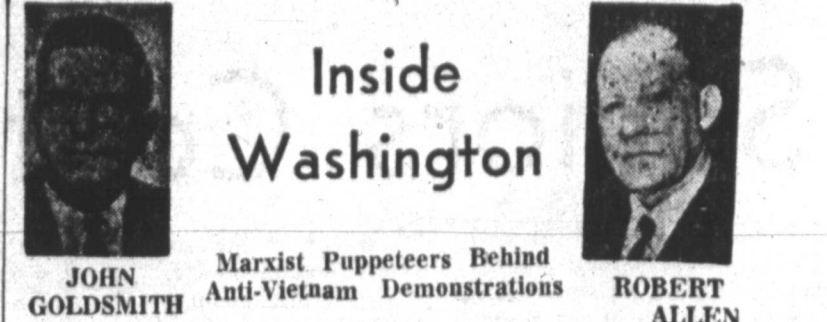 Inside
Washington
Marxist Puppeteers Behind
Anti-Vietnam Demonstrations
JOHN
GOLDSMITH
ROBERT
ALLEN